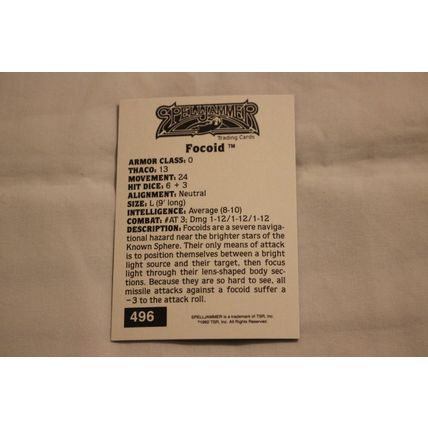 SPELLJAMMER
Trading Cards
Focoid ™
ARMOR CLASS: 0
THACO: 13
MOVEMENT: 24
HIT DICE: 6 + 3
ALIGNMENT: Neutral
SIZE: L (9' long)
INTELLIGENCE: Average (8-10)
COMBAT: #AT 3; Dmg 1-12/1-12/1-12
DESCRIPTION: Focoids are a severe naviga-
tional hazard near the brighter stars of the
Known Sphere. Their only means of attack
is to position themselves between a bright
light source and their target, then focus
light through their lens-shaped body sec-
tions. Because they are so hard to see, all
missile attacks against a focoid suffer a
−3 to the attack roll.
496
SPELLJAMMER is a trademark of TSR, Inc.
©1992 TSR, Inc. All Rights Reserved.